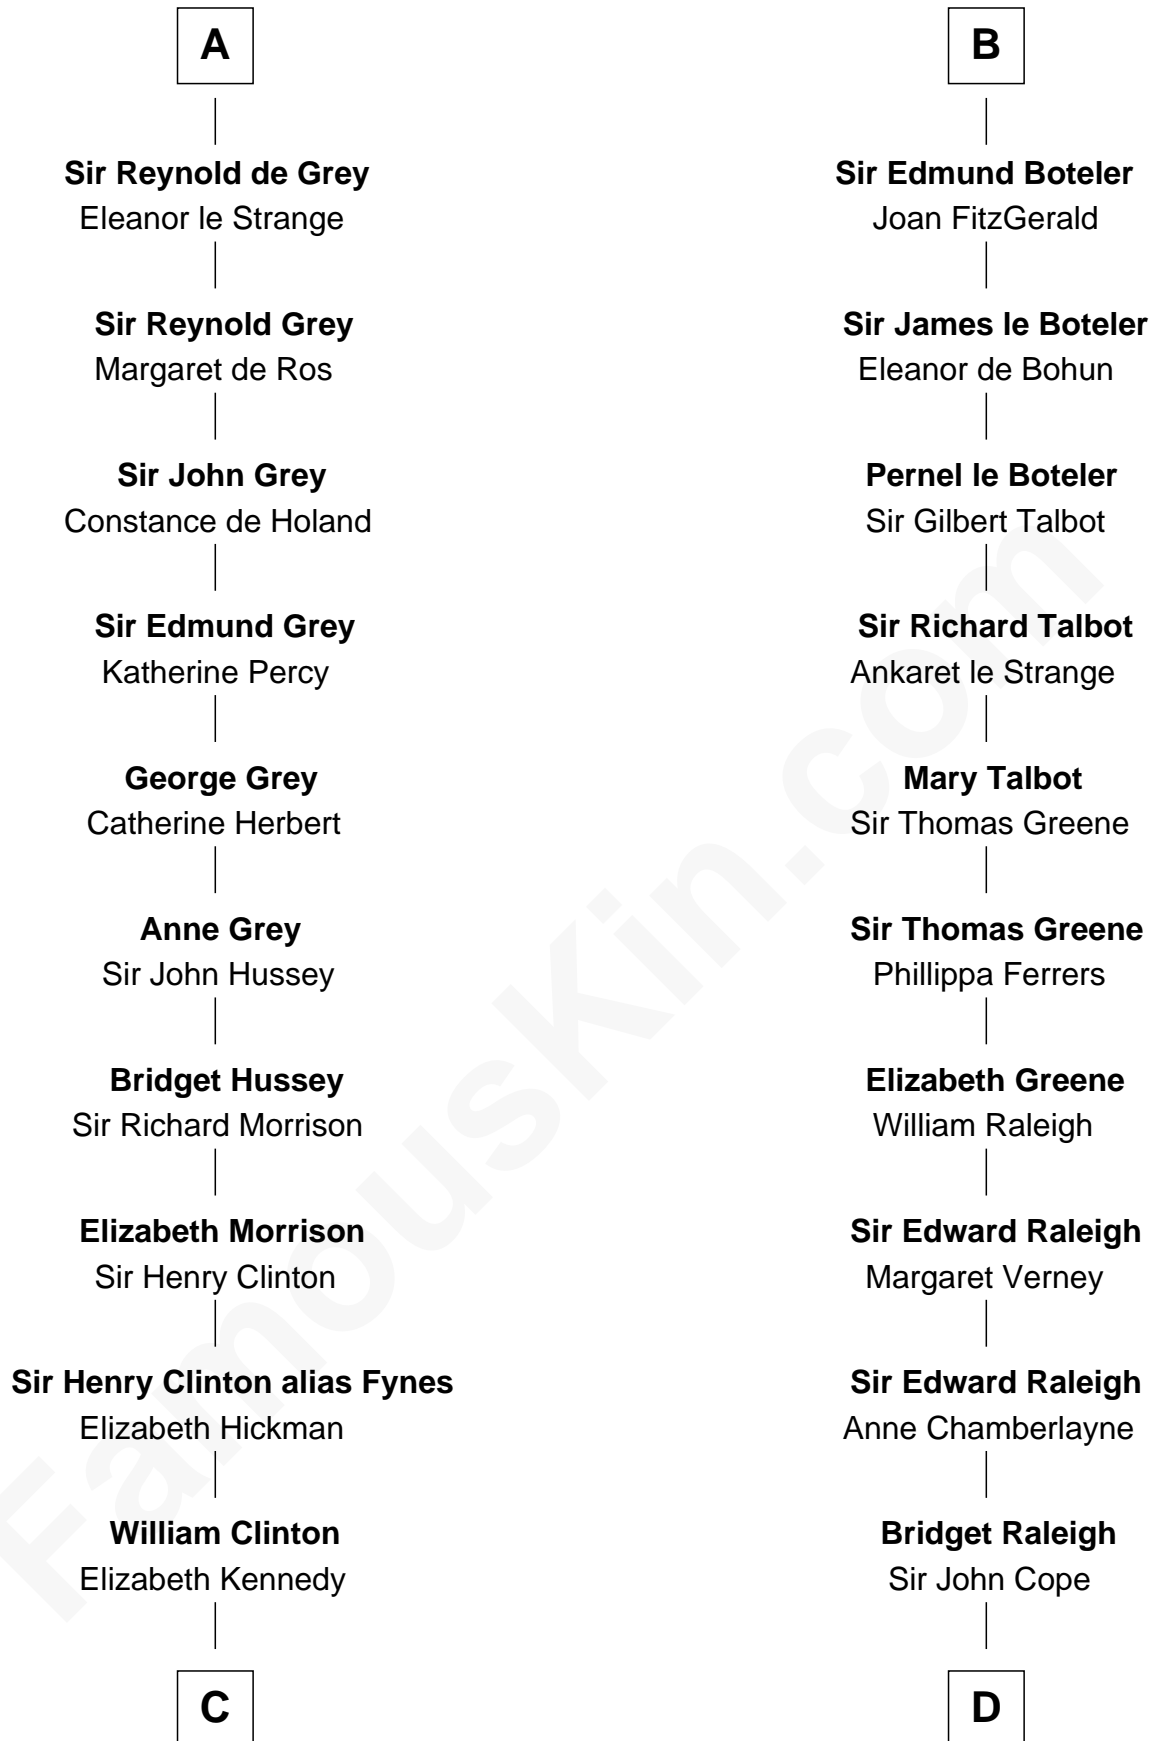 A
Sir Reynold de Grey
Eleanor le Strange
Sir Reynold Grey
Margaret de Ros
Sir John Grey
Constance de Holand
Sir Edmund Grey
Katherine Percy
George Grey
Catherine Herbert
Anne Grey
Sir John Hussey
Bridget Hussey
Sir Richard Morrison
Elizabeth Morrison
Sir Henry Clinton
Sir Henry Clinton alias Fynes
Elizabeth Hickman
William Clinton
Elizabeth Kennedy
C
B
Sir Edmund Boteler
Joan FitzGerald
Sir James le Boteler
Eleanor de Bohun
Pernel le Boteler
Sir Gilbert Talbot
Sir Richard Talbot
Ankaret le Strange
Mary Talbot
Sir Thomas Greene
Sir Thomas Greene
Phillippa Ferrers
Elizabeth Greene
William Raleigh
Sir Edward Raleigh
Margaret Verney
Sir Edward Raleigh
Anne Chamberlayne
Bridget Raleigh
Sir John Cope
D
FamousKin.com